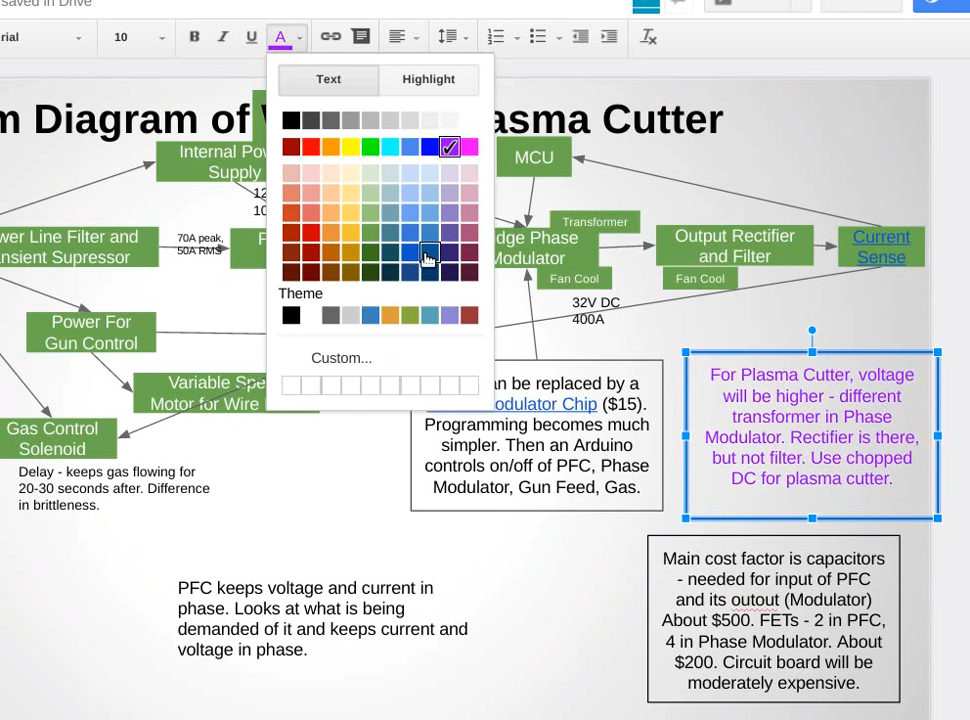 saved in Drive
rial
10
B I U A
Text
Highlight
m Diagram of
asma Cutter
Internal Pow
Supply
MCU
12
10
Transformer
wer Line Filter and
ansient Supressor
70A peak,
50A RMS
P
dge Phase
Modulator
Output Rectifier
and Filter
Current
Sense
Fan Cool
Fan Cool
Theme
32V DC
400A
Power For
Gun Control
Custom...
Variable Spe
Motor for Wire
Gas Control
Solenoid
Delay - keeps gas flowing for
20-30 seconds after. Difference
in brittleness.
an be replaced by a
odulator Chip ($15).
Programming becomes much
simpler. Then an Arduino
controls on/off of PFC, Phase
Modulator, Gun Feed, Gas.
For Plasma Cutter, voltage
will be higher - different
transformer in Phase
Modulator. Rectifier is there,
but not filter. Use chopped
DC for plasma cutter.
PFC keeps voltage and current in
phase. Looks at what is being
demanded of it and keeps current and
voltage in phase.
Main cost factor is capacitors
- needed for input of PFC
and its outout (Modulator)
About $500. FETs - 2 in PFC,
4 in Phase Modulator. About
$200. Circuit board will be
moderately expensive.